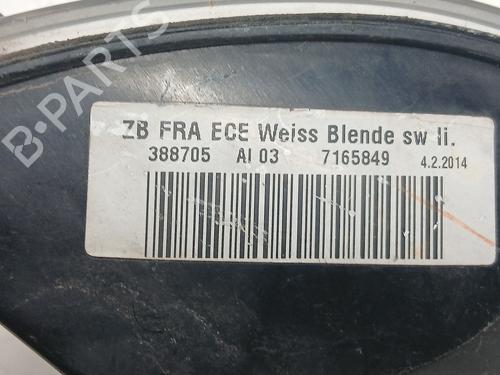 B-PARTS
ZB FRA ECE Weiss Blende sw li.
388705 AI 03 7165849 4.2.2014